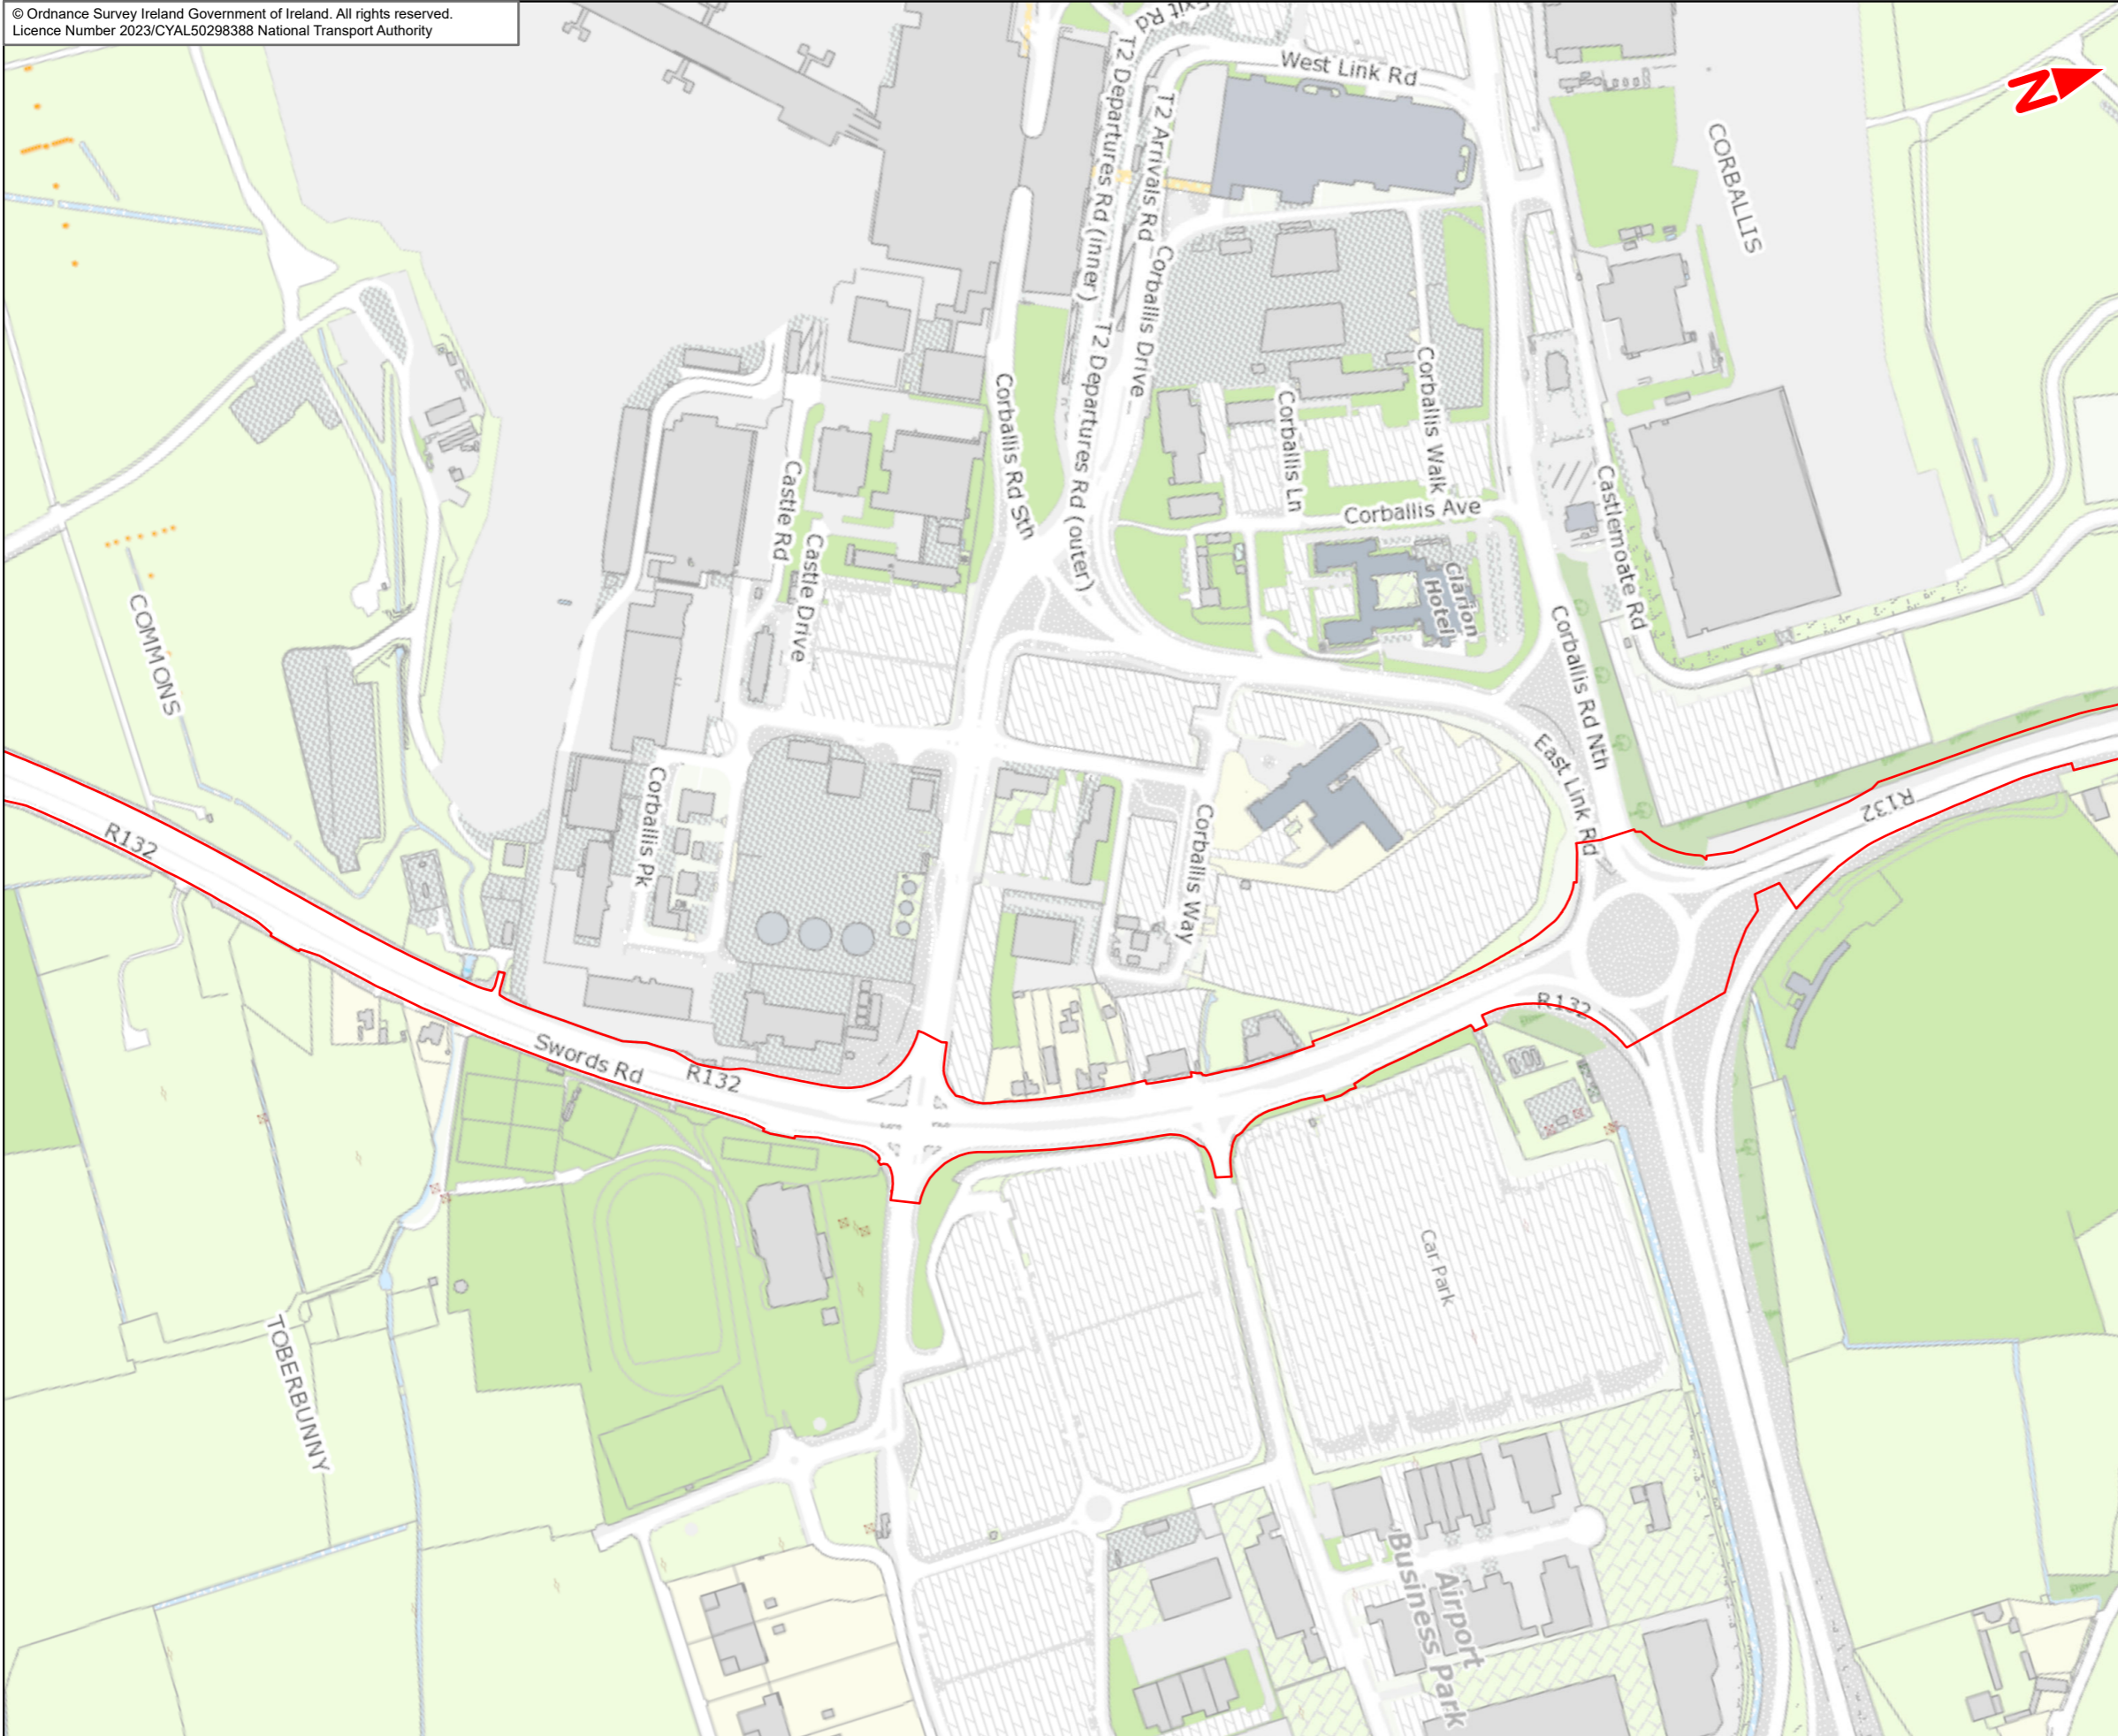 © Ordnance Survey Ireland Government of Ireland. All rights reserved.
Licence Number 2023/CYAL50298388 National Transport Authority
Exit Rd
West Link Rd
N
T2 Departures Rd (inner)
T2 Arrivals Rd
CORBALLIS
Corballis Drive
T2 Departures Rd (outer)
Corballis Rd Sth
Corballis Ln
Corballis Walk
Corballis Ave
Castlemoate Rd
Castle Rd
Castle Drive
Clarion
Hotel
COMMONS
Corballis Rd Nth
East Link Rd
Corballis Pk
Corballis Way
R132
R132
R132
Swords Rd
R132
Car Park
TOBERBUNNY
Airport
Business Park